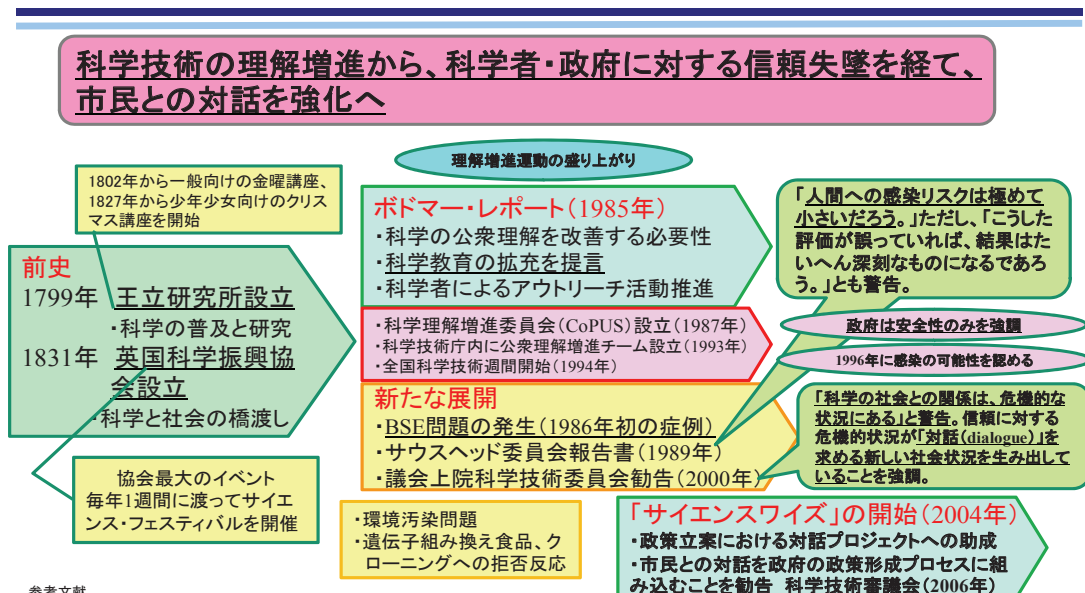 科学技術の理解増進から、科学者・政府に対する信頼失墜を経て、
市民との対話を強化へ
理解増進運動の盛り上がり
1802年から一般向けの金曜講座、
1827年から少年少女向けのクリス
マス講座を開始
前史
1799年 王立研究所設立
・科学の普及と研究
1831年 英国科学振興協
会設立
・科学と社会の橋渡し
協会最大のイベント
毎年1週間に渡ってサイエ
ンス・フェスティバルを開催
ボドマー・レポート(1985年)
・科学の公衆理解を改善する必要性
・科学教育の拡充を提言
・科学者によるアウトリーチ活動推進
・科学理解増進委員会(CoPUS)設立(1987年)
・科学技術庁内に公衆理解増進チーム設立(1993年)
・全国科学技術週間開始(1994年)
新たな展開
・BSE問題の発生(1986年初の症例)
・サウスヘッド委員会報告書(1989年)
・議会上院科学技術委員会勧告(2000年)
・環境汚染問題
・遺伝子組み換え食品、ク
ローニングへの拒否反応
「人間への感染リスクは極めて
小さいだろう。」ただし、「こうした
評価が誤っていれば、結果はた
いへん深刻なものになるであろ
う。」とも警告。
政府は安全性のみを強調
1996年に感染の可能性を認める
「科学の社会との関係は、危機的な
状況にある」と警告。信頼に対する
危機的状況が「対話(dialogue)」を
求める新しい社会状況を生み出して
いることを強調。
「サイエンスワイズ」の開始(2004年)
・政策立案における対話プロジェクトへの助成
・市民との対話を政府の政策形成プロセスに組
み込むことを勧告 科学技術審議会(2006年)
参考文献